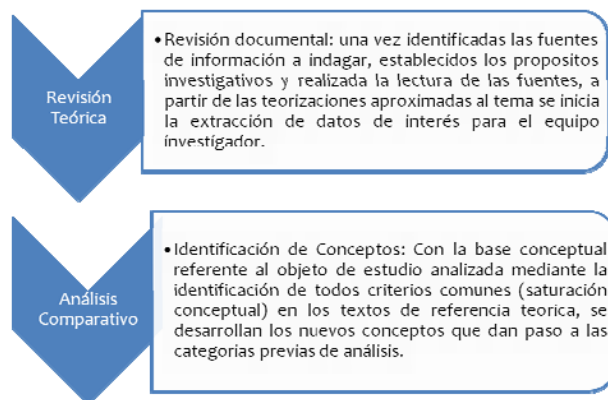 Revisión
Teórica
•Revisión documental: una vez identificadas las fuentes
de información a indagar, establecidos los propositos
investigativos y realizada la lectura de las fuentes, a
partir de las teorizaciones aproximadas al tema se inicia
la extracción de datos de interés para el equipo
investigador.
Análisis
Comparativo
•Identificación de Conceptos: Con la base conceptual
referente al objeto de estudio analizada mediante la
identificación de todos criterios comunes (saturación
conceptual) en los textos de referencia teorica, se
desarrollan los nuevos conceptos que dan paso a las
categorias previas de análisis.